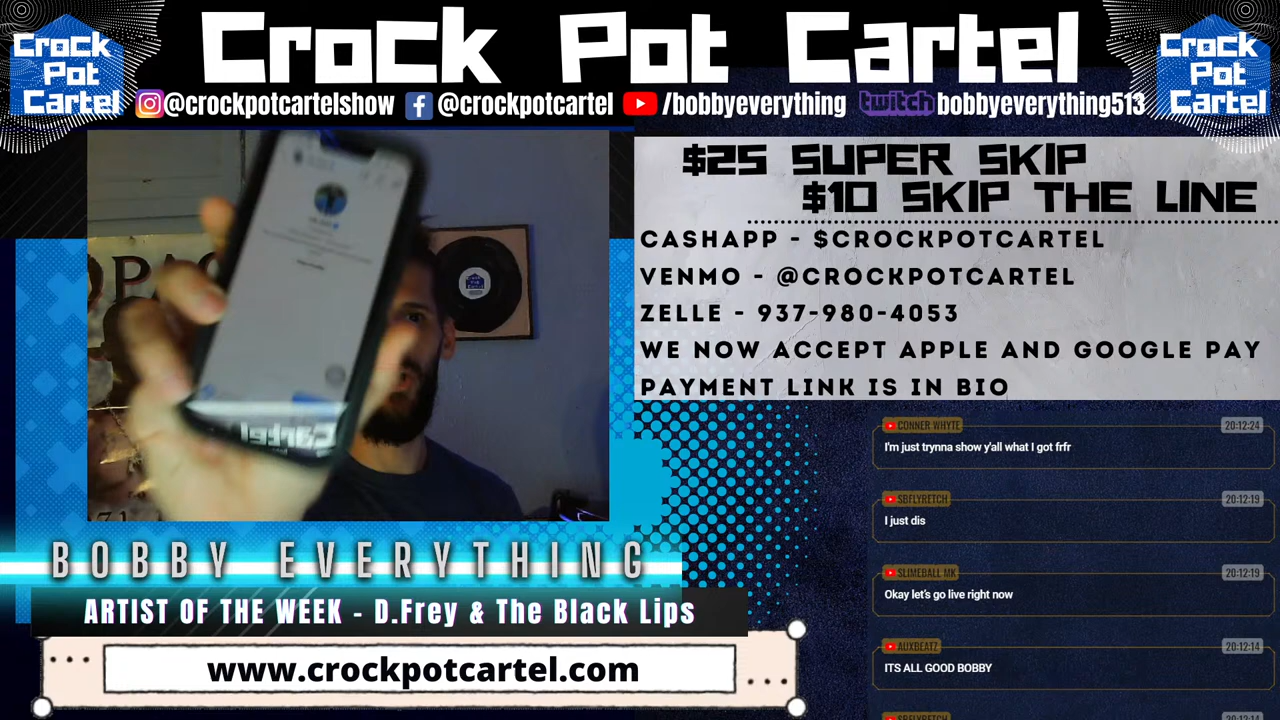 Crock Pot Cartel
Crock
Pot
Cartel
Crock
Pot
Cartel
@crockpotcartelshow @crockpotcartel /bobbyeverything twitch bobbyeverything513
$25 SUPER SKIP
$10 SKIP THE LINE
CASHAPP - $CROCKPOTCARTEL
VENMO - @CROCKPOTCARTEL
ZELLE - 937-980-4053
WE NOW ACCEPT APPLE AND GOOGLE PAY
PAYMENT LINK IS IN BIO
CONNER WHYTE 20:12:24
I'm just trynna show y'all what I got frfr
SBFLYRETCH 20:12:19
I just dis
SLIMEBALL MK 20:12:19
Okay let's go live right now
AUXBEATZ 20:12:14
ITS ALL GOOD BOBBY
SBFLYRETCH 20:12:14
BOBBY EVERYTHING
ARTIST OF THE WEEK - D.Frey & The Black Lips
www.crockpotcartel.com